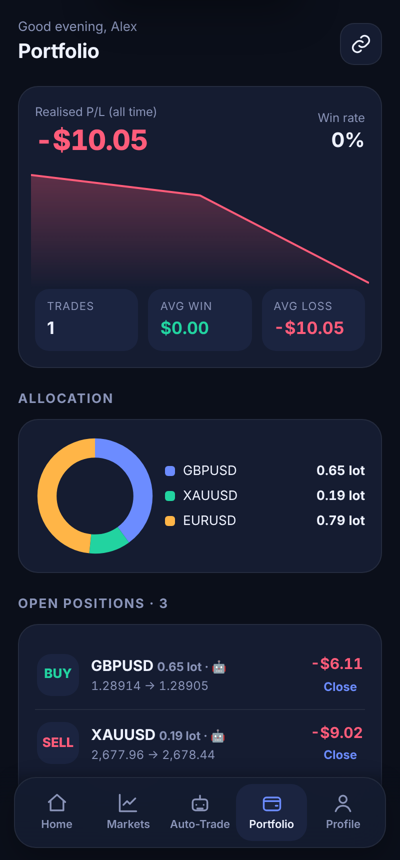 Good evening, Alex
Portfolio
Realised P/L (all time)
-$10.05
Win rate
0%
TRADES
1
AVG WIN
$0.00
AVG LOSS
-$10.05
ALLOCATION
GBPUSD 0.65 lot
XAUUSD 0.19 lot
EURUSD 0.79 lot
OPEN POSITIONS · 3
BUY
GBPUSD 0.65 lot · 🤖
1.28914 → 1.28905
-$6.11
Close
SELL
XAUUSD 0.19 lot · 🤖
2,677.96 → 2,678.44
-$9.02
Close
Home Markets Auto-Trade Portfolio Profile